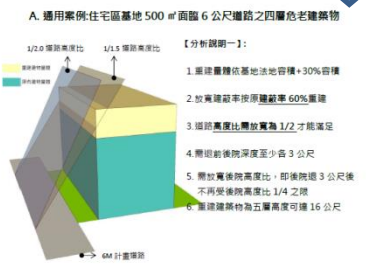 A. 通用案例:住宅區基地 500 ㎡面臨 6 公尺道路之四層危老建築物
1/2.0 道路高度比
1/1.5 道路高度比
【分析說明一】:
1.重建量體依基地法地容積+30%容積
2.放寬建蔽率按原建蔽率 60%重建
3.道路高度比需放寬為 1/2 才能滿足
4.需退前後院深度至少各 3 公尺
5. 需放寬後院高度比，即後院退 3 公尺後
不再受後院高度比 1/4 之限
6. 重建建築物為五層高度可達 16 公尺
6M 計畫道路